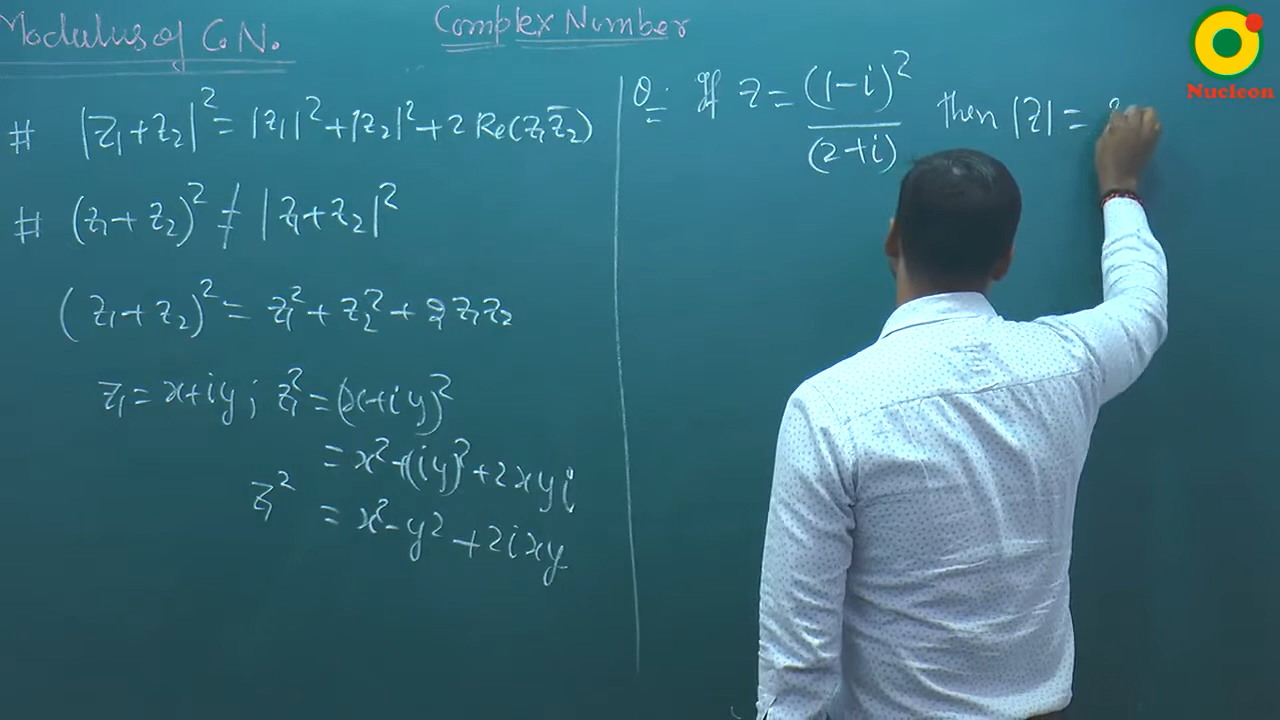 Modulus of C.N.
Complex Number
# |z₁+z₂|² = |z₁|² + |z₂|² + 2 Re(z₁z̅₂)
# (z₁+z₂)² ≠ |z₁+z₂|²
(z₁+z₂)² = z₁² + z₂² + 2z₁z₂
z₁ = x+iy ; z₁² = (x+iy)²
= x²+(iy)²+2xyi
z₁² = x²-y²+2ixy
Q:- If z = (1-i)²/(2+i) then |z| =
Nucleon